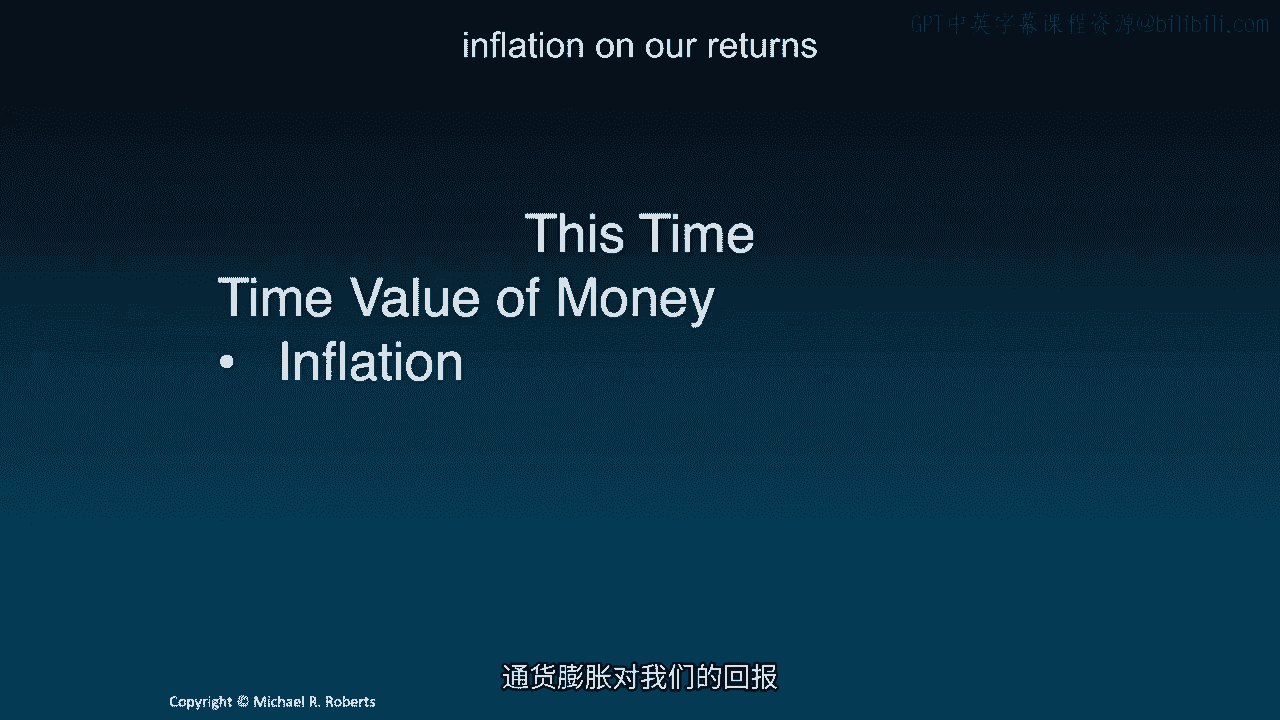 GPT中英字幕课程资源@bilibili.com
inflation on our returns
This Time
Time Value of Money
• Inflation
通货膨胀对我们的回报
Copyright © Michael R. Roberts